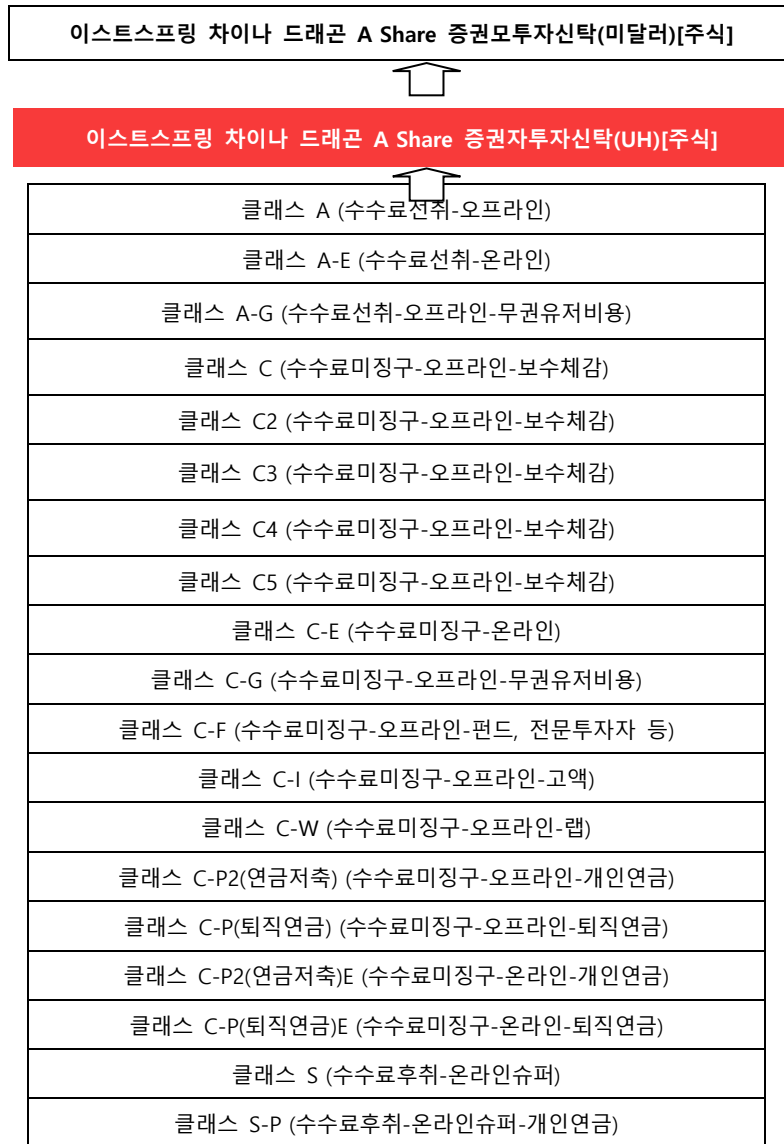 이스트스프링 차이나 드래곤 A Share 증권모투자신탁(미달러)[주식]
이스트스프링 차이나 드래곤 A Share 증권자투자신탁(UH)[주식]
클래스 A (수수료선취-오프라인)
클래스 A-E (수수료선취-온라인)
클래스 A-G (수수료선취-오프라인-무권유저비용)
클래스 C (수수료미징구-오프라인-보수체감)
클래스 C2 (수수료미징구-오프라인-보수체감)
클래스 C3 (수수료미징구-오프라인-보수체감)
클래스 C4 (수수료미징구-오프라인-보수체감)
클래스 C5 (수수료미징구-오프라인-보수체감)
클래스 C-E (수수료미징구-온라인)
클래스 C-G (수수료미징구-오프라인-무권유저비용)
클래스 C-F (수수료미징구-오프라인-펀드, 전문투자자 등)
클래스 C-I (수수료미징구-오프라인-고액)
클래스 C-W (수수료미징구-오프라인-랩)
클래스 C-P2(연금저축) (수수료미징구-오프라인-개인연금)
클래스 C-P(퇴직연금) (수수료미징구-오프라인-퇴직연금)
클래스 C-P2(연금저축)E (수수료미징구-온라인-개인연금)
클래스 C-P(퇴직연금)E (수수료미징구-온라인-퇴직연금)
클래스 S (수수료후취-온라인슈퍼)
클래스 S-P (수수료후취-온라인슈퍼-개인연금)